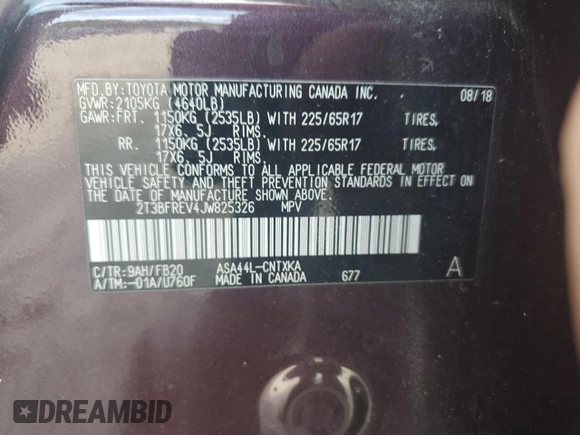 MFD.BY:TOYOTA MOTOR MANUFACTURING CANADA INC. 08/18
GVWR:2105KG (4640LB)
GAWR:FRT. 1150KG (2535LB) WITH 225/65R17 TIRES,
17X6. 5J RIMS.
RR. 1150KG (2535LB) WITH 225/65R17 TIRES,
17X6. 5J RIMS.
THIS VEHICLE CONFORMS TO ALL APPLICABLE FEDERAL MOTOR
VEHICLE SAFETY AND THEFT PREVENTION STANDARDS IN EFFECT ON
THE DATE OF MANUFACTURE SHOWN ABOVE.
2T3BFREV4JW825326 MPV
C/TR:9AH/FB20 ASA44L-CNTXKA A
A/TM:-01A/U760F MADE IN CANADA 677
DREAMBID